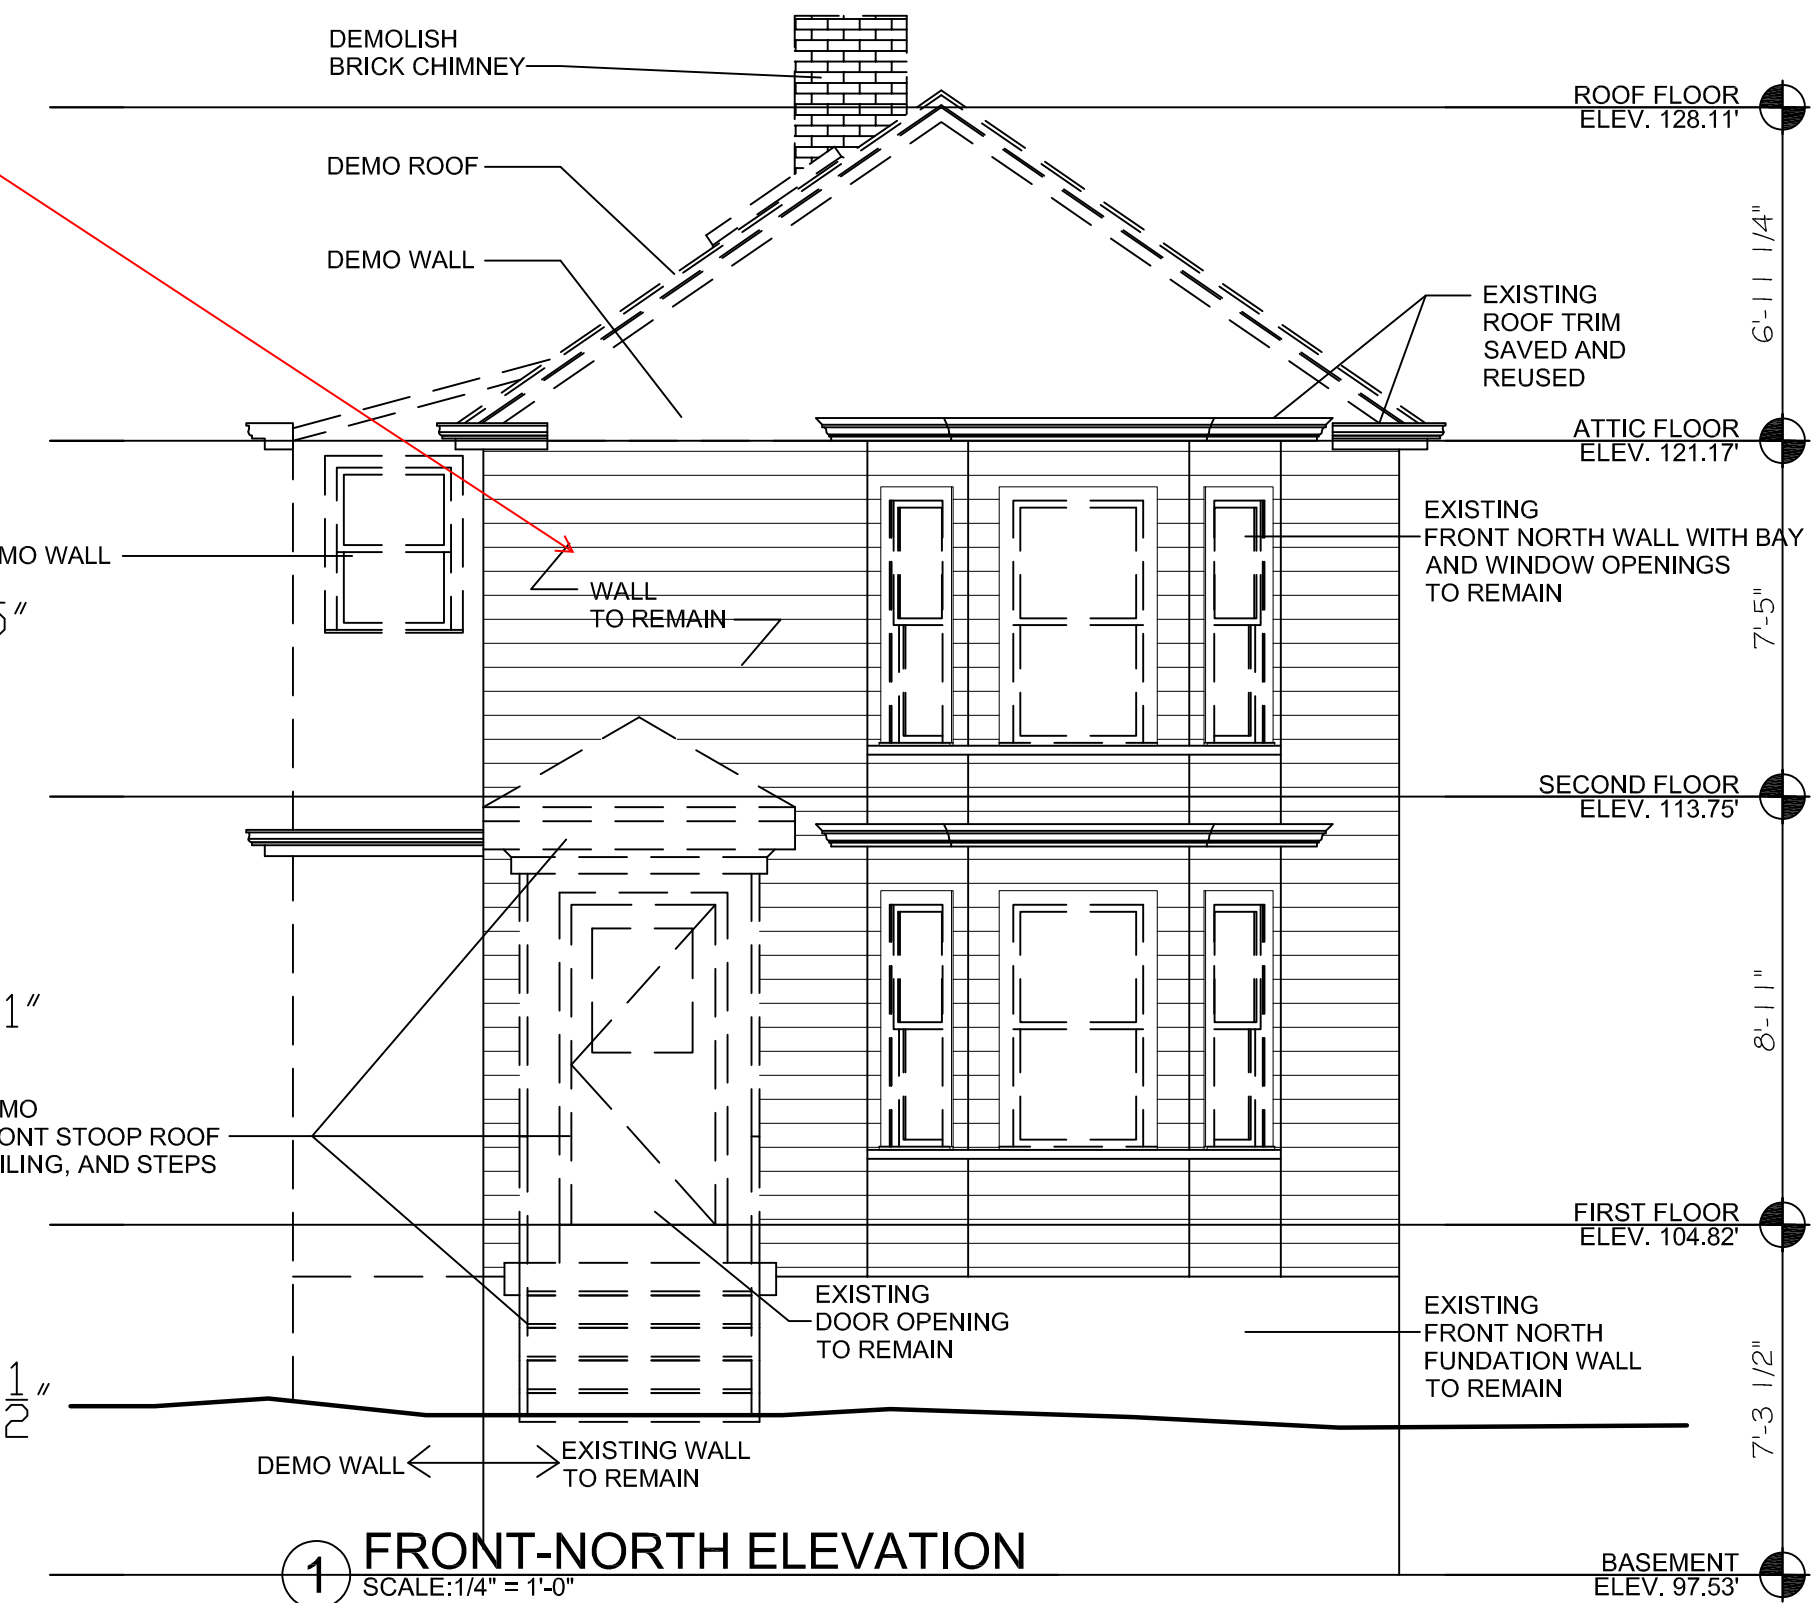 DEMOLISH
BRICK CHIMNEY
ROOF FLOOR
ELEV. 128.11'
DEMO ROOF
6'-11 1/4"
DEMO WALL
EXISTING
ROOF TRIM
SAVED AND
REUSED
ATTIC FLOOR
ELEV. 121.17'
EXISTING
FRONT NORTH WALL WITH BAY
AND WINDOW OPENINGS
TO REMAIN
MO WALL
WALL
TO REMAIN
5"
7'-5"
SECOND FLOOR
ELEV. 113.75'
1"
8'-11"
MO
ONT STOOP ROOF
ILING, AND STEPS
FIRST FLOOR
ELEV. 104.82'
EXISTING
DOOR OPENING
TO REMAIN
EXISTING
FRONT NORTH
FUNDATION WALL
TO REMAIN
1/2"
7'-3 1/2"
DEMO WALL
EXISTING WALL
TO REMAIN
1 FRONT-NORTH ELEVATION
SCALE:1/4" = 1'-0"
BASEMENT
ELEV. 97.53'